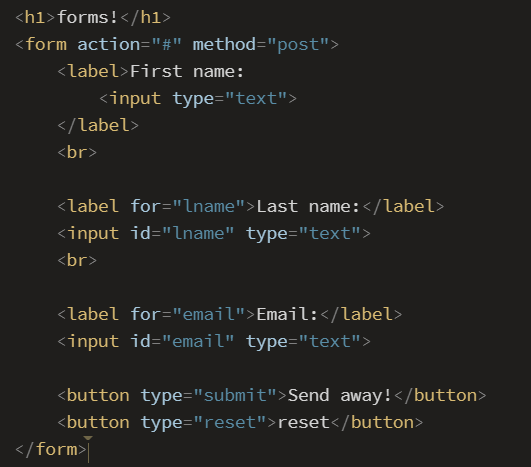 <h1>forms!</h1>
<form action="#" method="post">
<label>First name:
<input type="text">
</label>
<br>
<label for="lname">Last name:</label>
<input id="lname" type="text">
<br>
<label for="email">Email:</label>
<input id="email" type="text">
<button type="submit">Send away!</button>
<button type="reset">reset</button>
</form>